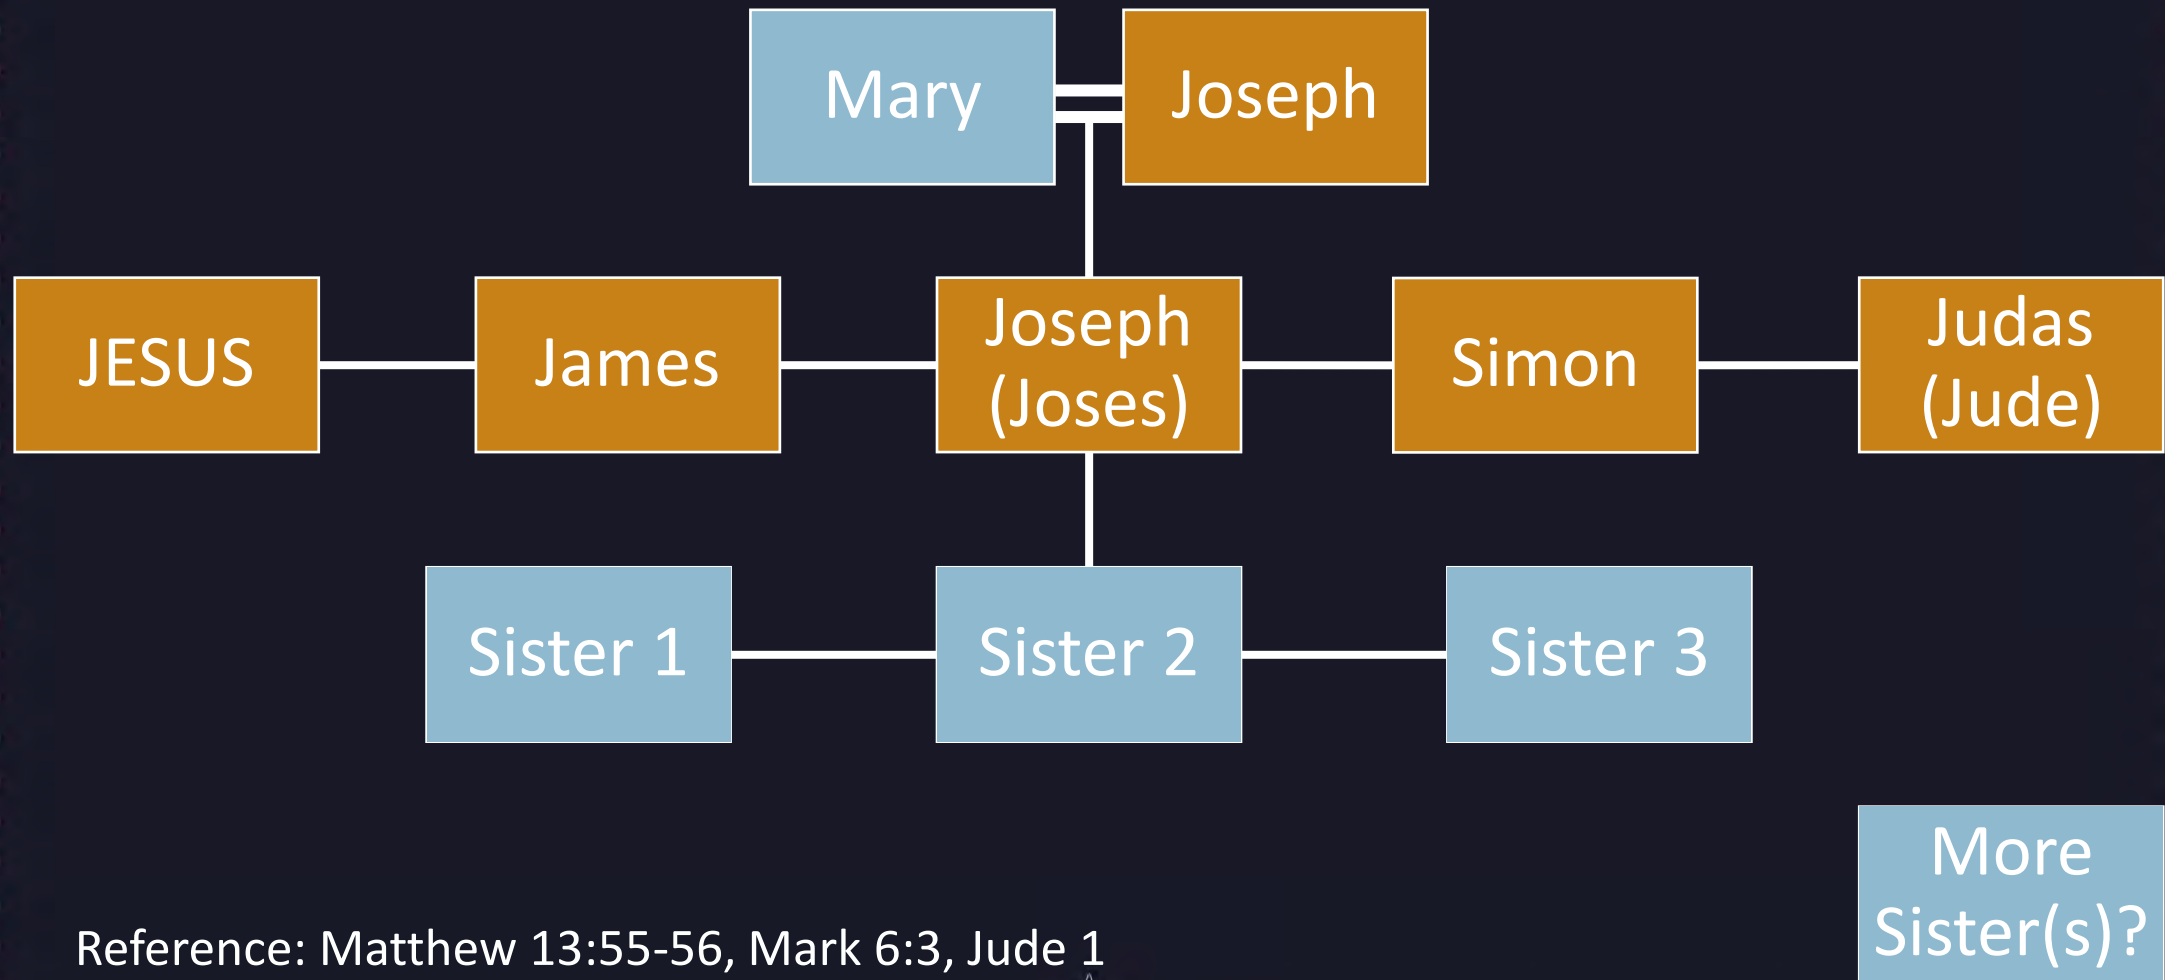 Mary
Joseph
JESUS
James
Joseph
(Joses)
Simon
Judas
(Jude)
Sister 1
Sister 2
Sister 3
More
Sister(s)?
Reference: Matthew 13:55-56, Mark 6:3, Jude 1